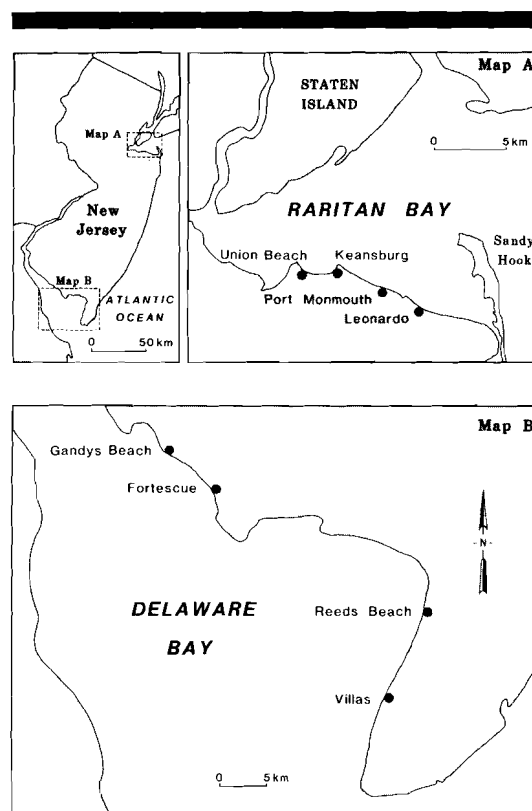 Map A
New
Jersey
Map B
ATLANTIC
OCEAN
0 50 km
Map A
STATEN
ISLAND
0 5 km
RARITAN BAY
Sandy
Hook
Union Beach Keansburg
Port Monmouth
Leonardo
Map B
Gandys Beach
Fortescue
N
DELAWARE
BAY
Reeds Beach
Villas
0 5 km